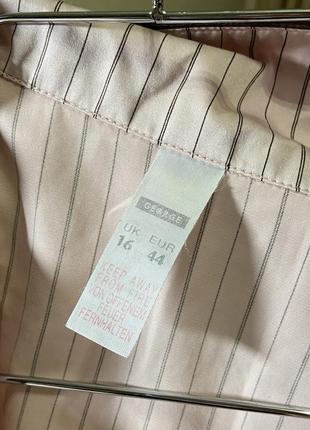 GEORGE
UK EUR
16 44
KEEP AWAY
FROM FIRE
VON OFFENEM
FEUER
FERNHALTEN